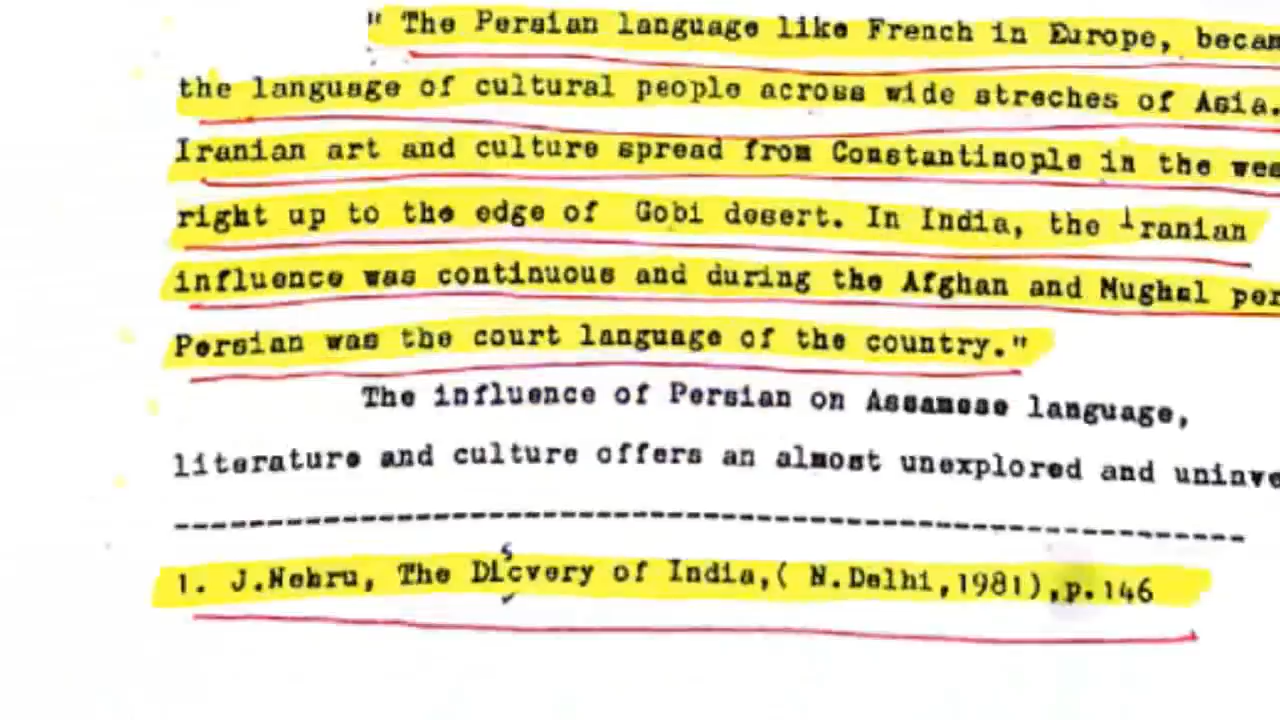 " The Persian language like French in Europe, becam
the language of cultural people across wide streches of Asia.
Iranian art and culture spread from Constantinople in the wes
right up to the edge of Gobi desert. In India, the Iranian
influence was continuous and during the Afghan and Mughal per
Persian was the court language of the country."
The influence of Persian on Assamese language,
literature and culture offers an almost unexplored and uninve
1. J.Nehru, The Discvery of India,( N.Delhi,1981),p.146